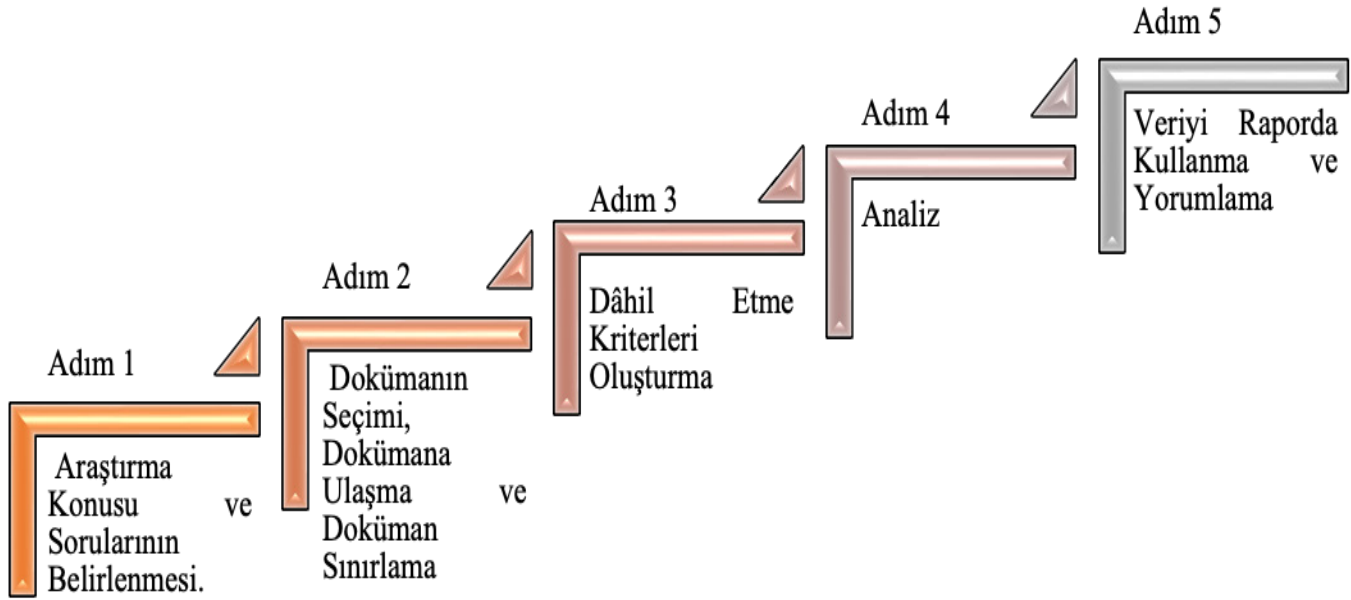 Adım 1
Araştırma
Konusu ve
Sorularının
Belirlenmesi.
Adım 2
Dokümanın
Seçimi,
Dokümana
Ulaşma ve
Doküman
Sınırlama
Adım 3
Dâhil Etme
Kriterleri
Oluşturma
Adım 4
Analiz
Adım 5
Veriyi Raporda
Kullanma ve
Yorumlama